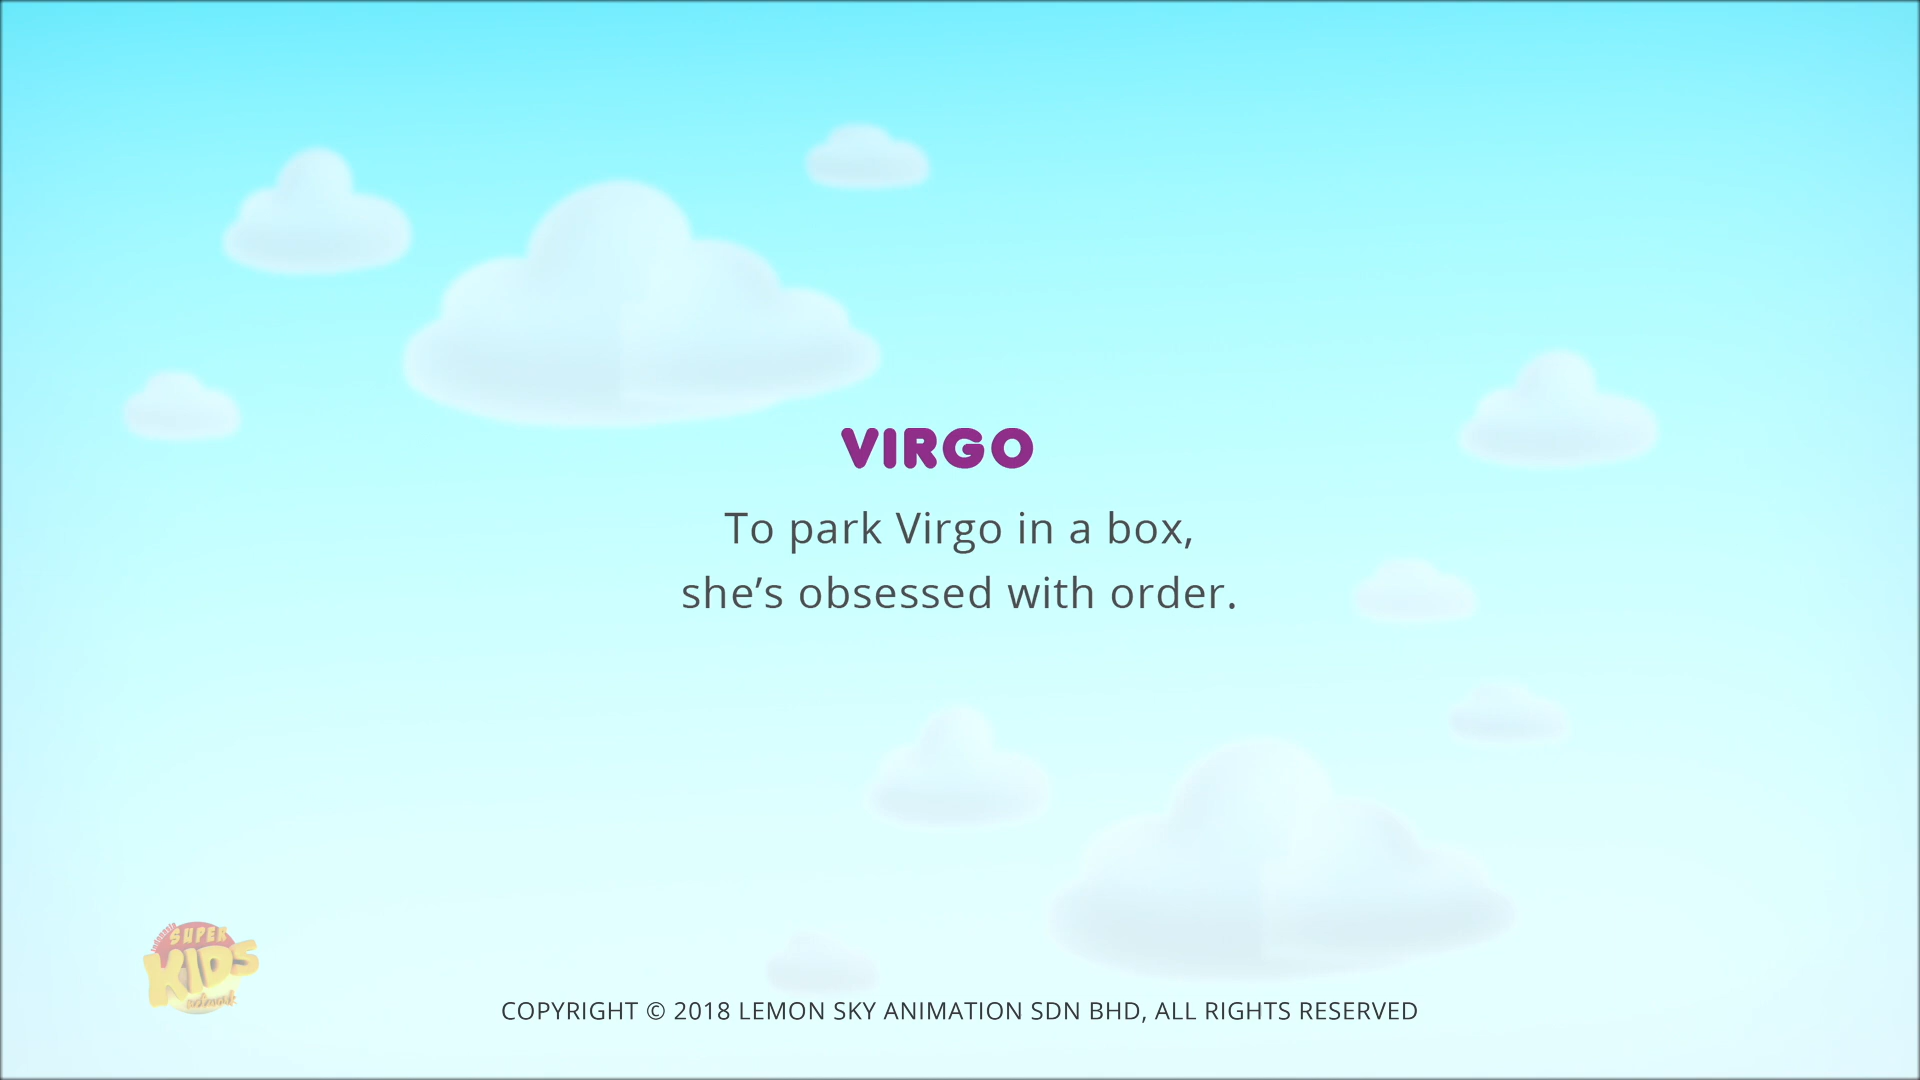 VIRGO
To park Virgo in a box,
she’s obsessed with order.
SUPER
KIDS
network
COPYRIGHT © 2018 LEMON SKY ANIMATION SDN BHD, ALL RIGHTS RESERVED